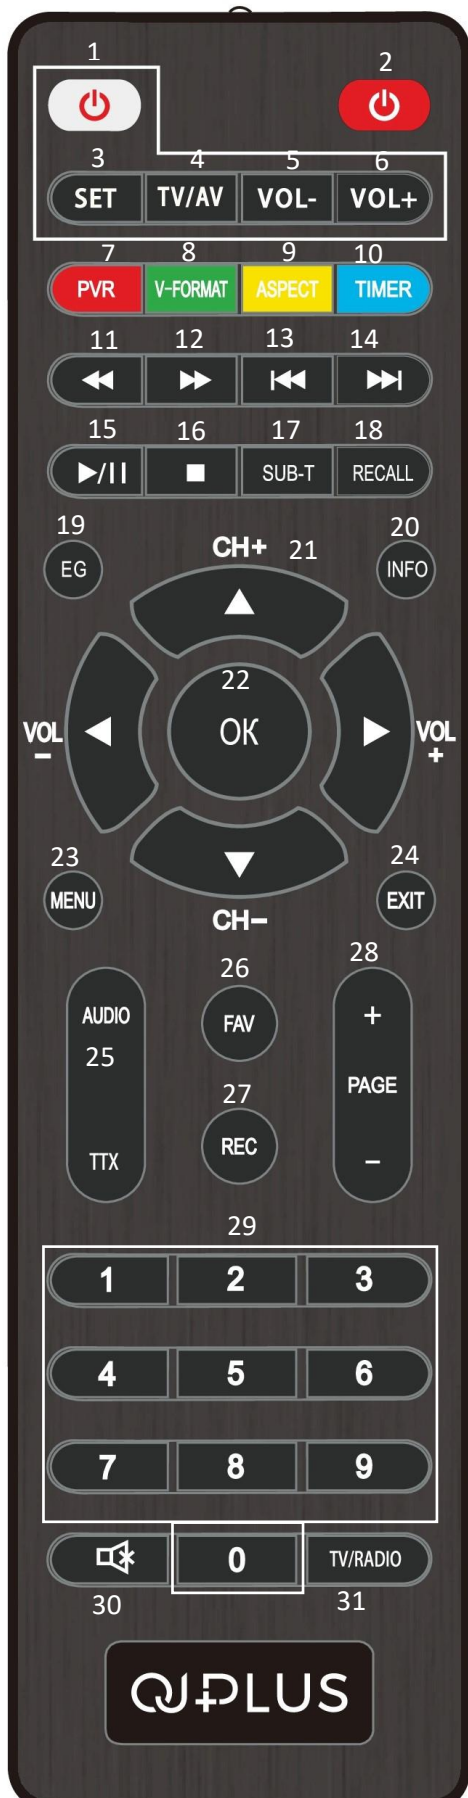 1 2
3 4 5 6
SET TV/AV VOL- VOL+
7 8 9 10
PVR V-FORMAT ASPECT TIMER
11 12 13 14
15 16 17 18
SUB-T RECALL
19 CH+ 21 20
EG INFO
22
VOL OK VOL
- +
23 24
MENU EXIT
CH-
26 28
AUDIO FAV +
25
27 PAGE
TTX REC -
29
1 2 3
4 5 6
7 8 9
0 TV/RADIO
30 31
QJPLUS